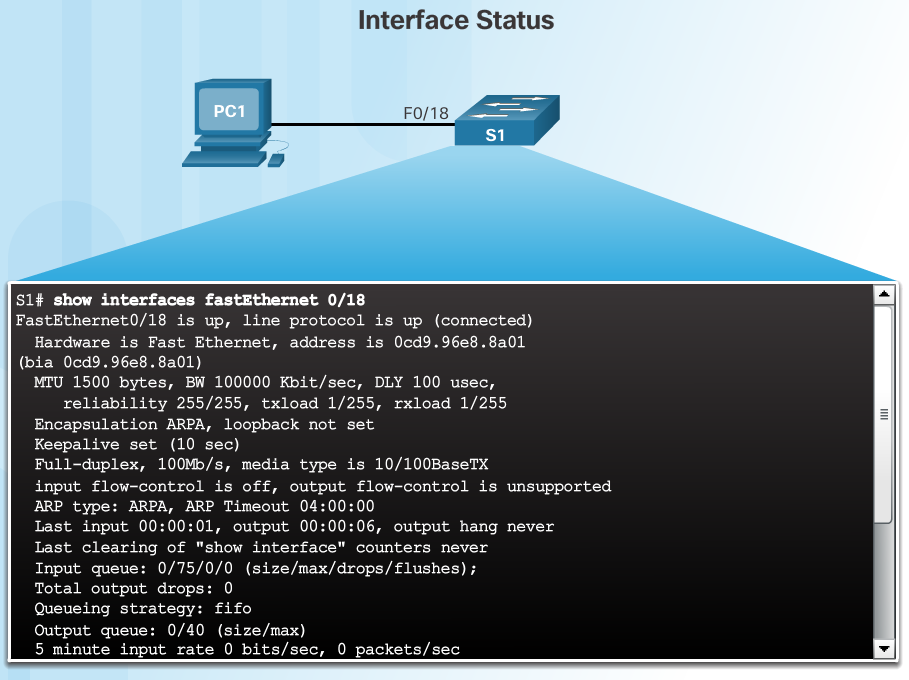 Interface Status
PC1
F0/18
S1
S1# show interfaces fastEthernet 0/18
FastEthernet0/18 is up, line protocol is up (connected)
Hardware is Fast Ethernet, address is 0cd9.96e8.8a01
(bia 0cd9.96e8.8a01)
MTU 1500 bytes, BW 100000 Kbit/sec, DLY 100 usec,
reliability 255/255, txload 1/255, rxload 1/255
Encapsulation ARPA, loopback not set
Keepalive set (10 sec)
Full-duplex, 100Mb/s, media type is 10/100BaseTX
input flow-control is off, output flow-control is unsupported
ARP type: ARPA, ARP Timeout 04:00:00
Last input 00:00:01, output 00:00:06, output hang never
Last clearing of "show interface" counters never
Input queue: 0/75/0/0 (size/max/drops/flushes);
Total output drops: 0
Queueing strategy: fifo
Output queue: 0/40 (size/max)
5 minute input rate 0 bits/sec, 0 packets/sec